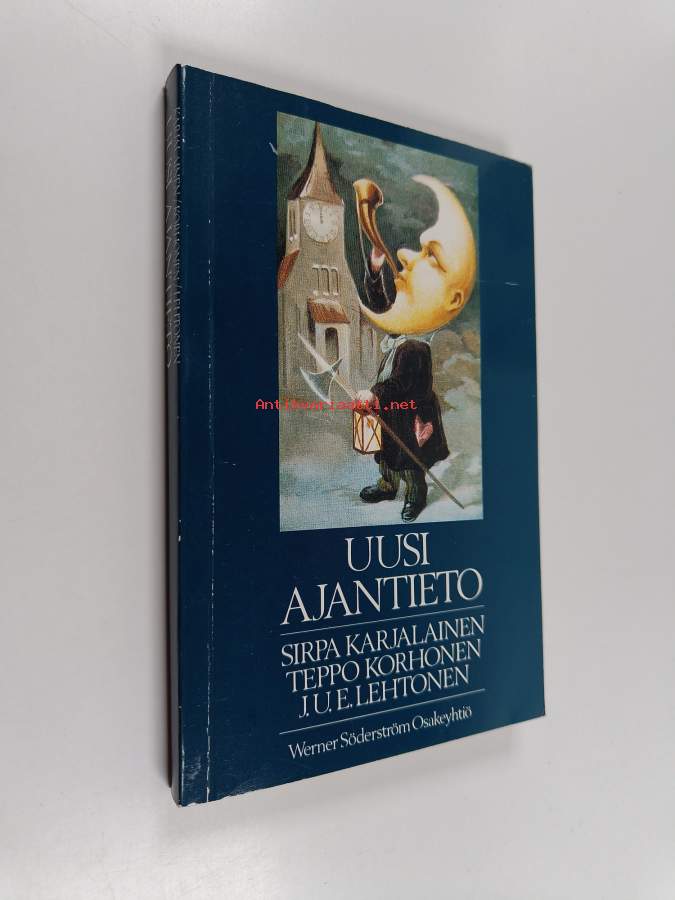 UUSI
AJANTIETO
SIRPA KARJALAINEN
TEPPO KORHONEN
J. U. E. LEHTONEN
Werner Söderström Osakeyhtiö
Antikvariaatti.net